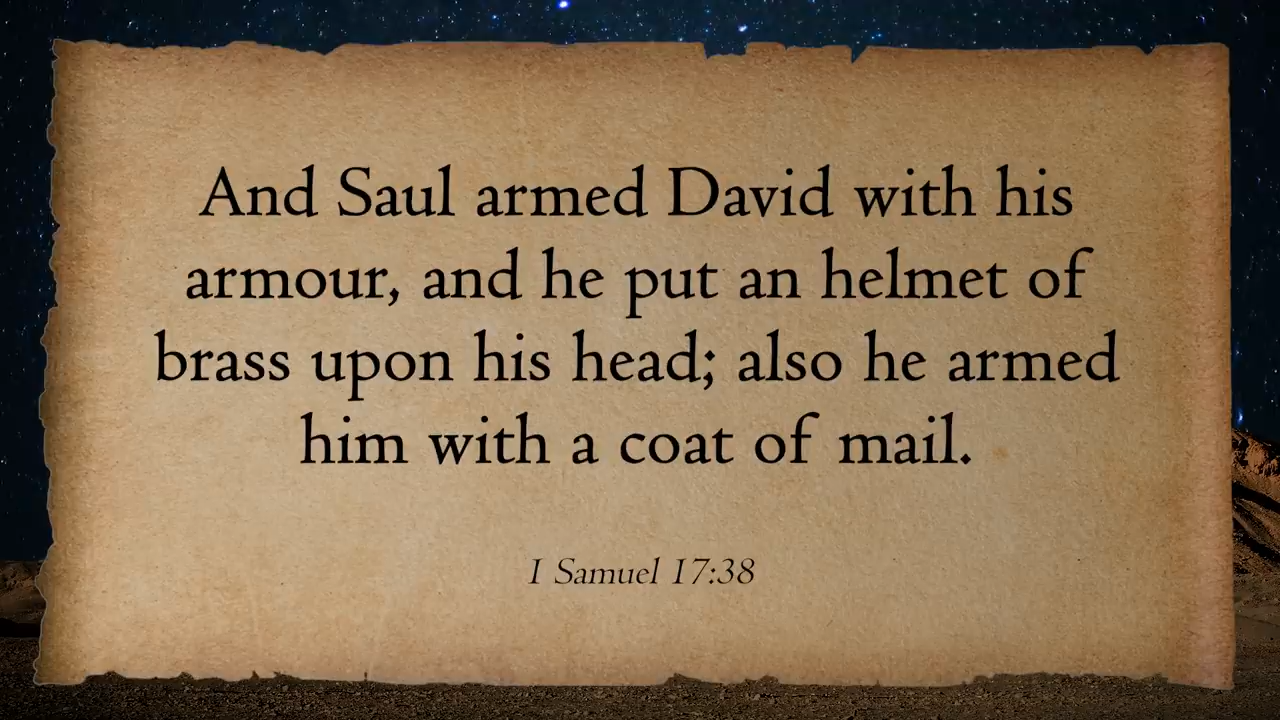 And Saul armed David with his
armour, and he put an helmet of
brass upon his head; also he armed
him with a coat of mail.
I Samuel 17:38